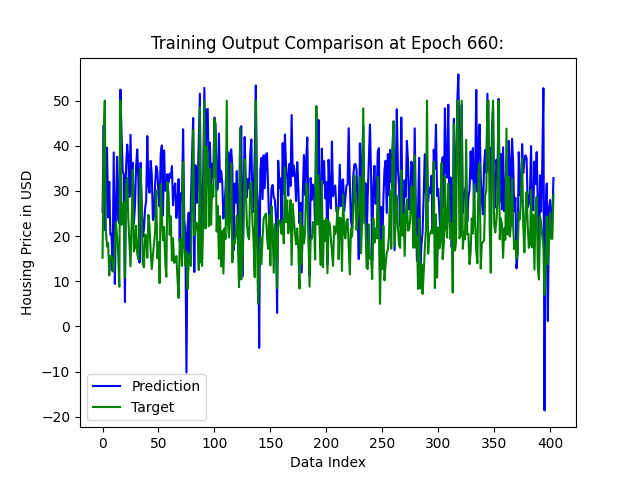 Training Output Comparison at Epoch 660:
Housing Price in USD
50
40
30
20
10
0
−10
−20
Prediction
Target
0 50 100 150 200 250 300 350 400
Data Index